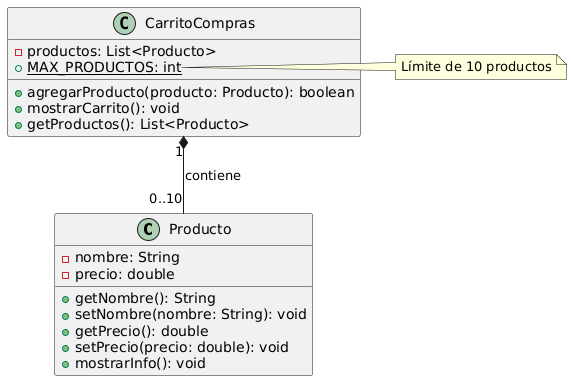 C CarritoCompras
productos: List<Producto>
MAX_PRODUCTOS: int
Límite de 10 productos
agregarProducto(producto: Producto): boolean
mostrarCarrito(): void
getProductos(): List<Producto>
1
contiene
0..10
C Producto
nombre: String
precio: double
getNombre(): String
setNombre(nombre: String): void
getPrecio(): double
setPrecio(precio: double): void
mostrarInfo(): void